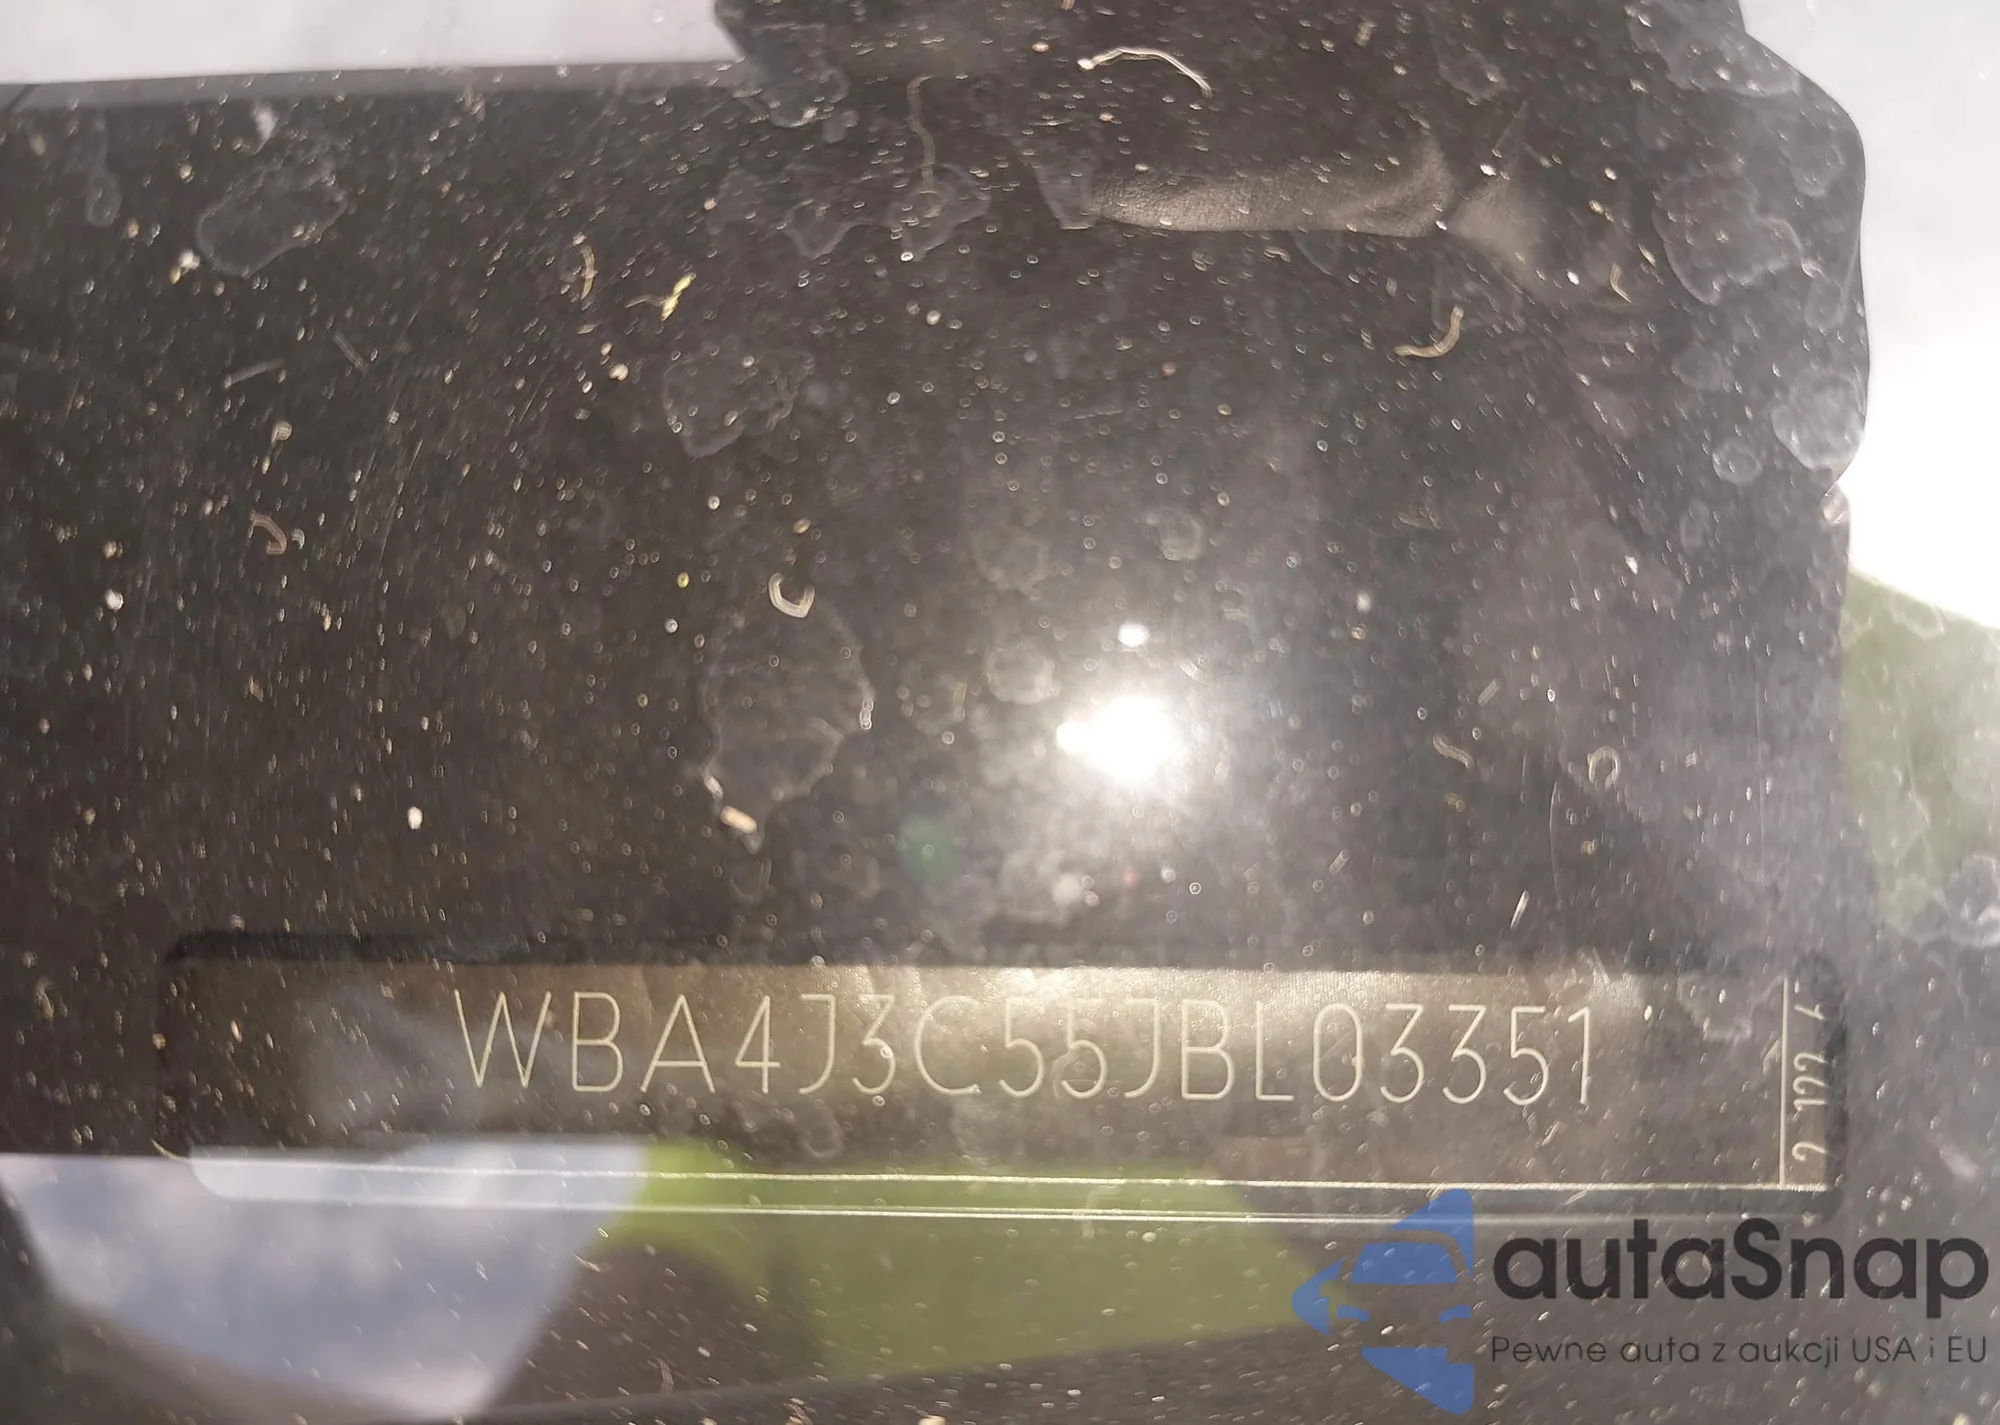 WBA4J3C55JBL03351
autaSnap
Pewne auta z aukcji USA i EU